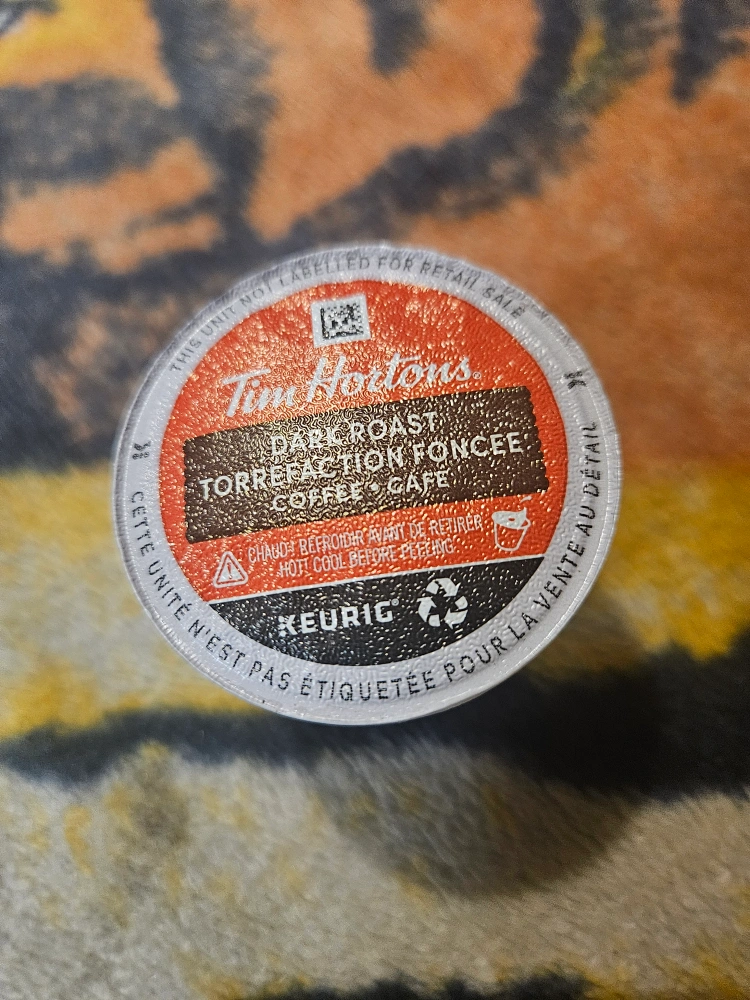 THIS UNIT NOT LABELLED FOR RETAIL SALE
Tim Hortons®
DARK ROAST
TORRÉFACTION FONCÉE
COFFEE • CAFÉ
CHAUD! REFROIDIR AVANT DE RETIRER
HOT! COOL BEFORE PEELING
KEURIG®
CETTE UNITÉ N'EST PAS ÉTIQUETÉE POUR LA VENTE AU DÉTAIL